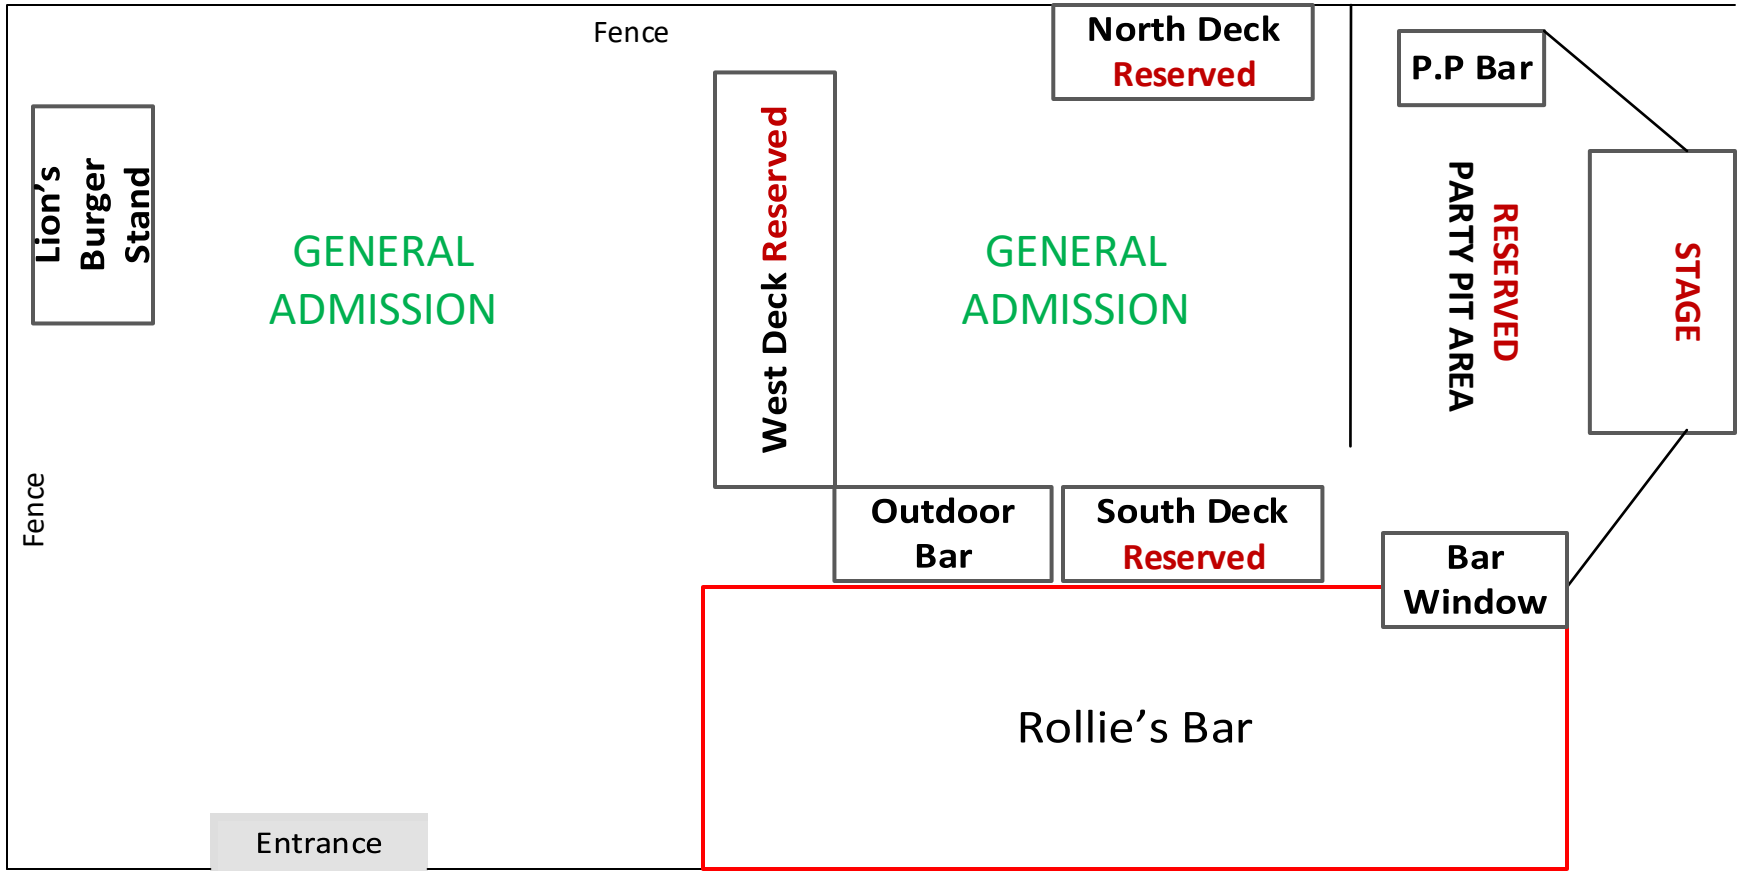 Fence
North Deck
Reserved
P.P Bar
Lion’s
Burger
Stand
GENERAL
ADMISSION
West Deck Reserved
GENERAL
ADMISSION
RESERVED
PARTY PIT AREA
STAGE
Fence
Outdoor
Bar
South Deck
Reserved
Bar
Window
Rollie’s Bar
Entrance